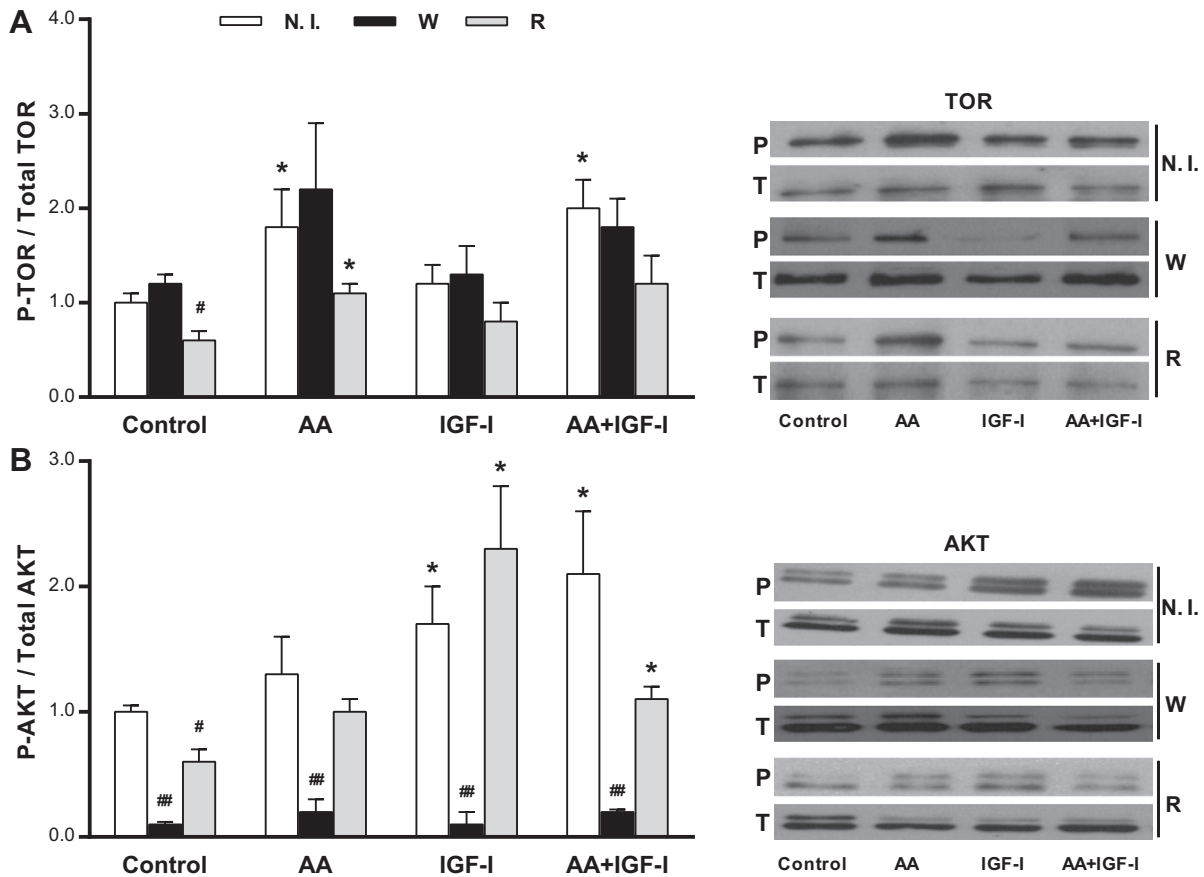 A
N. I. W R
P-TOR / Total TOR
4.0
3.0
2.0
1.0
0.0
* * *
#
Control AA IGF-I AA+IGF-I
TOR
P
T
N. I.
P
T
W
P
T
R
Control AA IGF-I AA+IGF-I
B
P-AKT / Total AKT
3.0
2.0
1.0
0.0
* * * *
#
## ## ## ##
Control AA IGF-I AA+IGF-I
AKT
P
T
N. I.
P
T
W
P
T
R
Control AA IGF-I AA+IGF-I